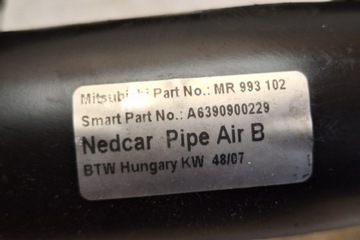 Mitsubishi Part No.: MR 993 102
Smart Part No.: A6390900229
Nedcar Pipe Air B
BTW Hungary KW 48/07